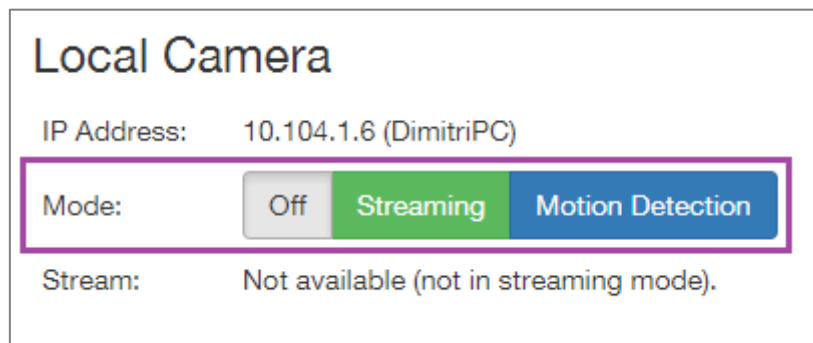 Local Camera
IP Address: 10.104.1.6 (DimitriPC)
Mode: Off Streaming Motion Detection
Stream: Not available (not in streaming mode).